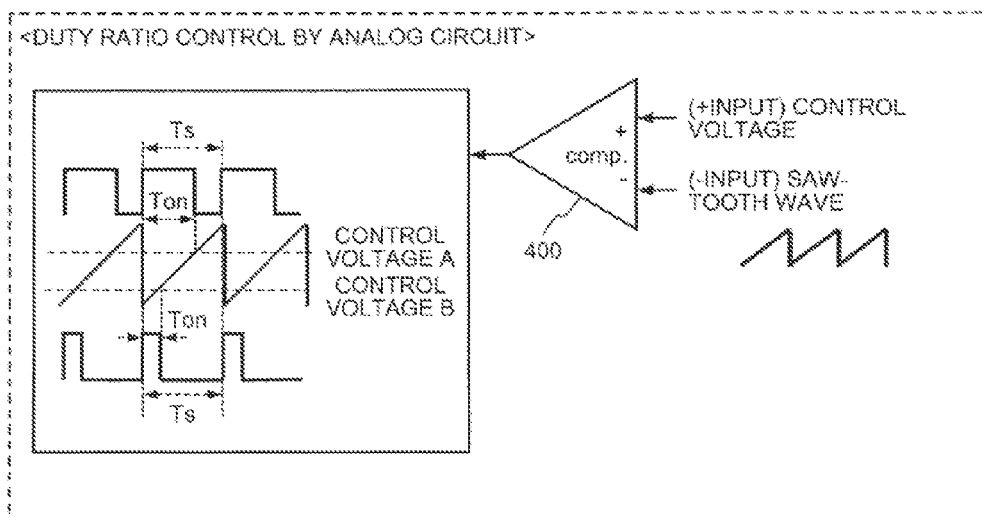 <DUTY RATIO CONTROL BY ANALOG CIRCUIT>
Ts
Ton
CONTROL
VOLTAGE A
CONTROL
VOLTAGE B
Ton
Ts
+
comp.
-
400
(+INPUT) CONTROL
VOLTAGE
(-INPUT) SAW-
TOOTH WAVE